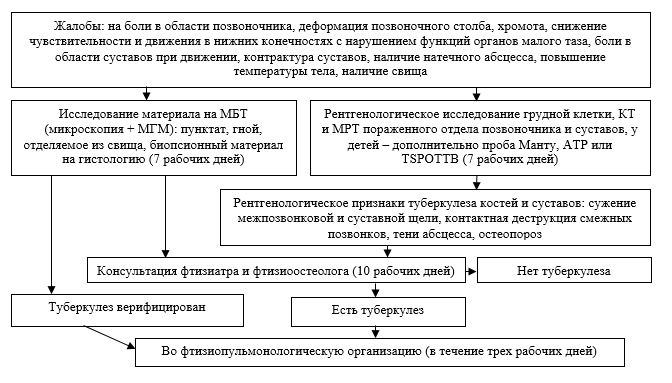 Жалобы: на боли в области позвоночника, деформация позвоночного столба, хромота, снижение
чувствительности и движения в нижних конечностях с нарушением функций органов малого таза, боли в
области суставов при движении, контрактура суставов, наличие натечного абсцесса, повышение
температуры тела, наличие свища
Исследование материала на МБТ
(микроскопия + МГМ): пунктат, гной,
отделяемое из свища, биопсионный материал
на гистологию (7 рабочих дней)
Рентгенологическое исследование грудной клетки, КТ
и МРТ пораженного отдела позвоночника и суставов, у
детей – дополнительно проба Манту, АТР или
TSPOTTB (7 рабочих дней)
Рентгенологические признаки туберкулеза костей и суставов: сужение
межпозвонковой и суставной щели, контактная деструкция смежных
позвонков, тени абсцесса, остеопороз
Консультация фтизиатра и фтизиоостеолога (10 рабочих дней)
Нет туберкулеза
Туберкулез верифицирован
Есть туберкулез
Во фтизиопульмонологическую организацию (в течение трех рабочих дней)